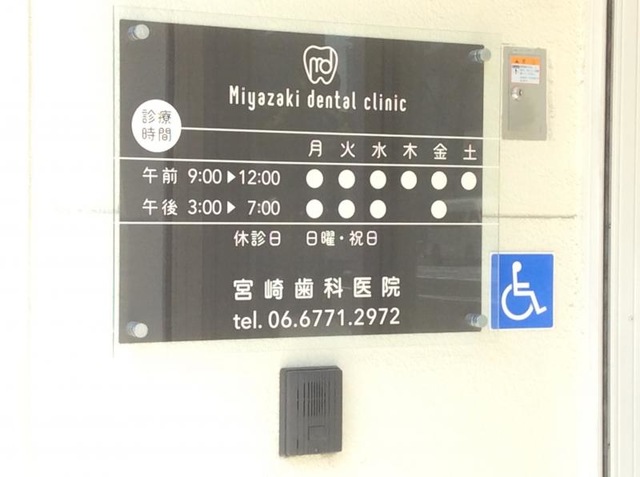 Miyazaki dental clinic
診療
時間
月 火 水 木 金 土
午前 9:00▶12:00 ● ● ● ● ● ●
午後 3:00▶ 7:00 ● ● ● ●
休診日 日曜・祝日
宮崎歯科医院
tel. 06.6771.2972